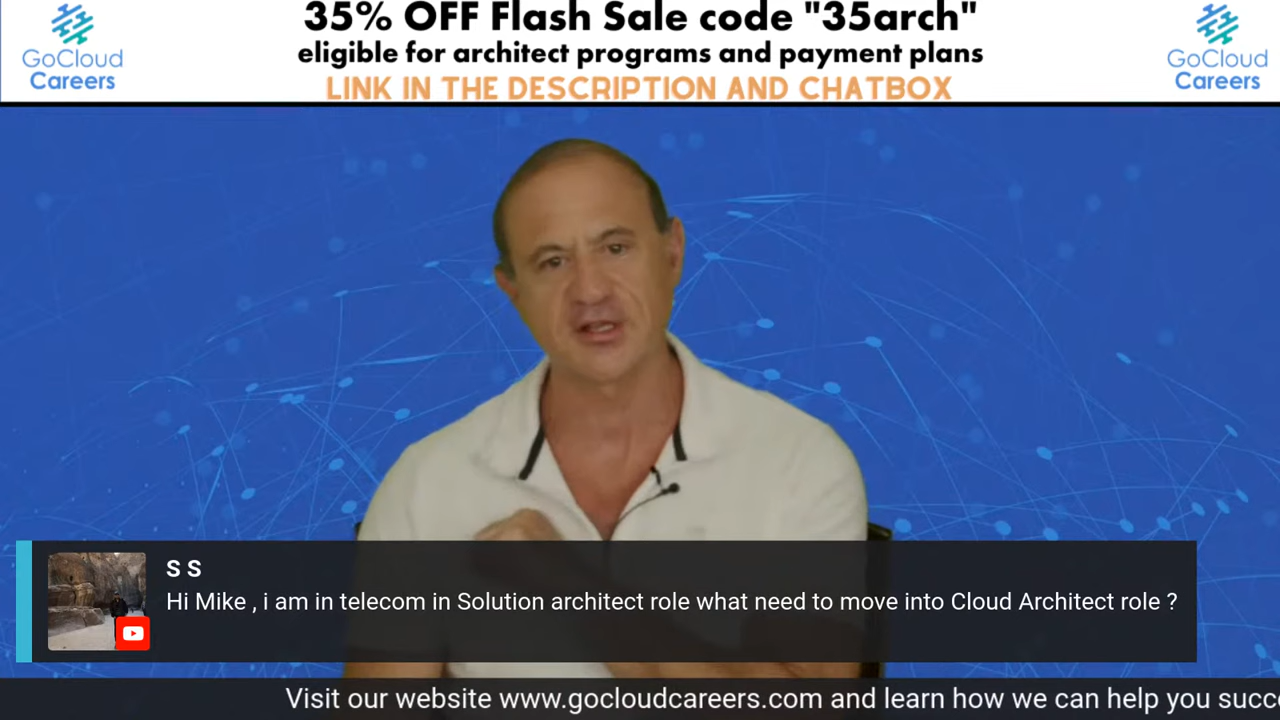 35% OFF Flash Sale code "35arch"
eligible for architect programs and payment plans
LINK IN THE DESCRIPTION AND CHATBOX
GoCloud
Careers
GoCloud
Careers
S S
Hi Mike , i am in telecom in Solution architect role what need to move into Cloud Architect role ?
Visit our website www.gocloudcareers.com and learn how we can help you succ